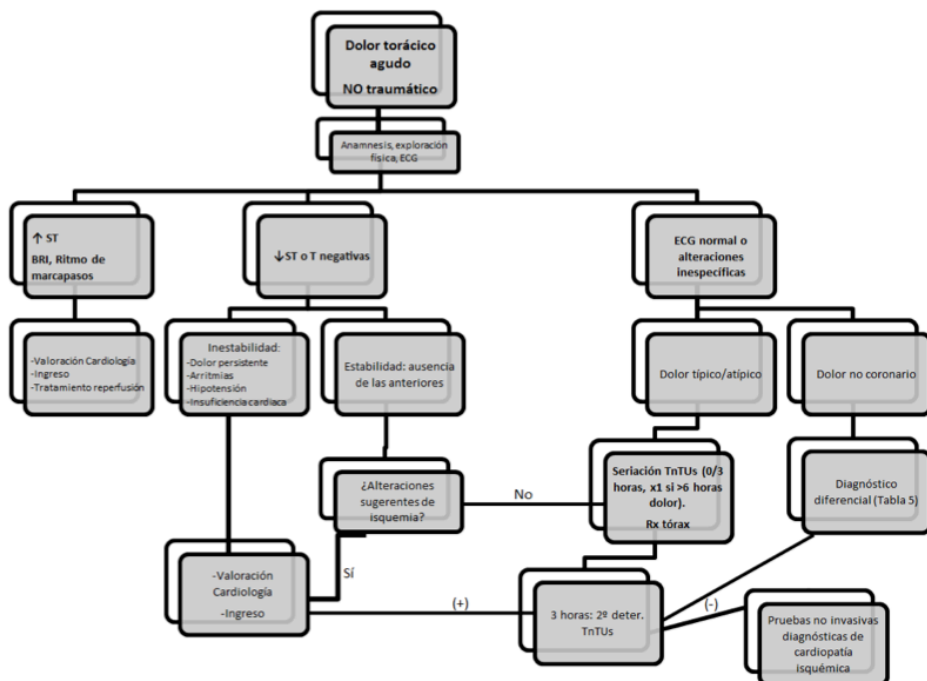 Dolor torácico
agudo
NO traumático
Anamnesis, exploración
física, ECG
↑ ST
BRI, Ritmo de
marcapasos
↓ST o T negativas
ECG normal o
alteraciones
inespecíficas
-Valoración Cardiología
-Ingreso
-Tratamiento reperfusión
Inestabilidad:
-Dolor persistente
-Arritmias
-Hipotensión
-Insuficiencia cardiaca
Estabilidad: ausencia
de las anteriores
Dolor típico/atípico
Dolor no coronario
¿Alteraciones
sugerentes de
isquemia?
No
Seriación TnTUs (0/3
horas, x1 si >6 horas
dolor).
Rx tórax
Diagnóstico
diferencial (Tabla 5)
Sí
-Valoración
Cardiología
-Ingreso
(+)
3 horas: 2º deter.
TnTUs
(-)
Pruebas no invasivas
diagnósticas de
cardiopatía
isquémica